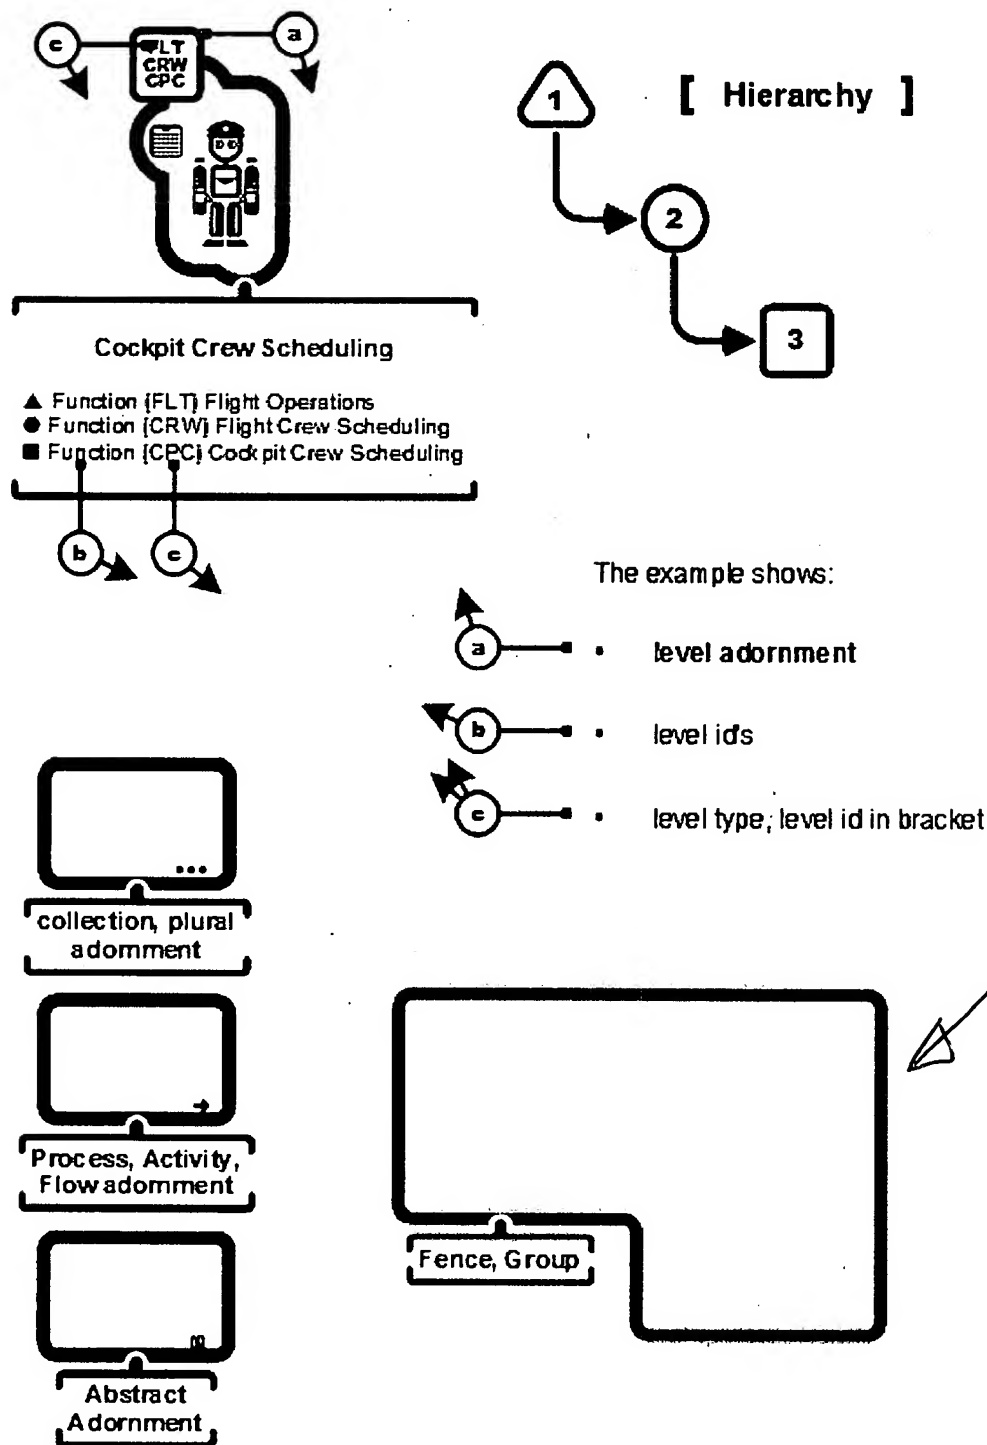 c
a
FLT
CRW
CPC
1
[ Hierarchy ]
2
3
Cockpit Crew Scheduling
▲ Function [FLT] Flight Operations
● Function [CRW] Flight Crew Scheduling
■ Function [CPC] Cockpit Crew Scheduling
b
c
The example shows:
a ▪ level adornment
b ▪ level id's
c ▪ level type, level id in bracket
...
collection, plural
adornment
Process, Activity,
Flow adornment
Fence, Group
Abstract
Adornment